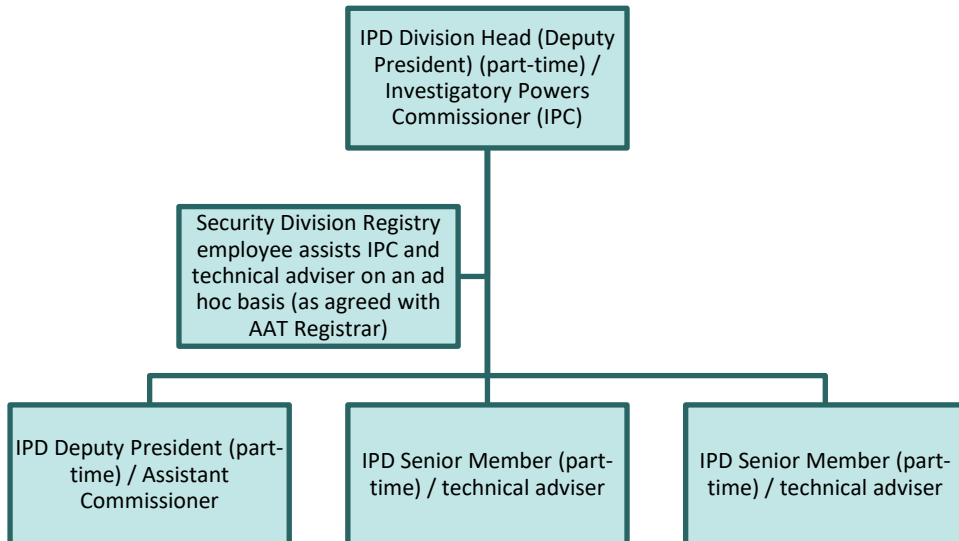 IPD Division Head (Deputy
President) (part-time) /
Investigatory Powers
Commissioner (IPC)
Security Division Registry
employee assists IPC and
technical adviser on an ad
hoc basis (as agreed with
AAT Registrar)
IPD Deputy President (part-
time) / Assistant
Commissioner
IPD Senior Member (part-
time) / technical adviser
IPD Senior Member (part-
time) / technical adviser